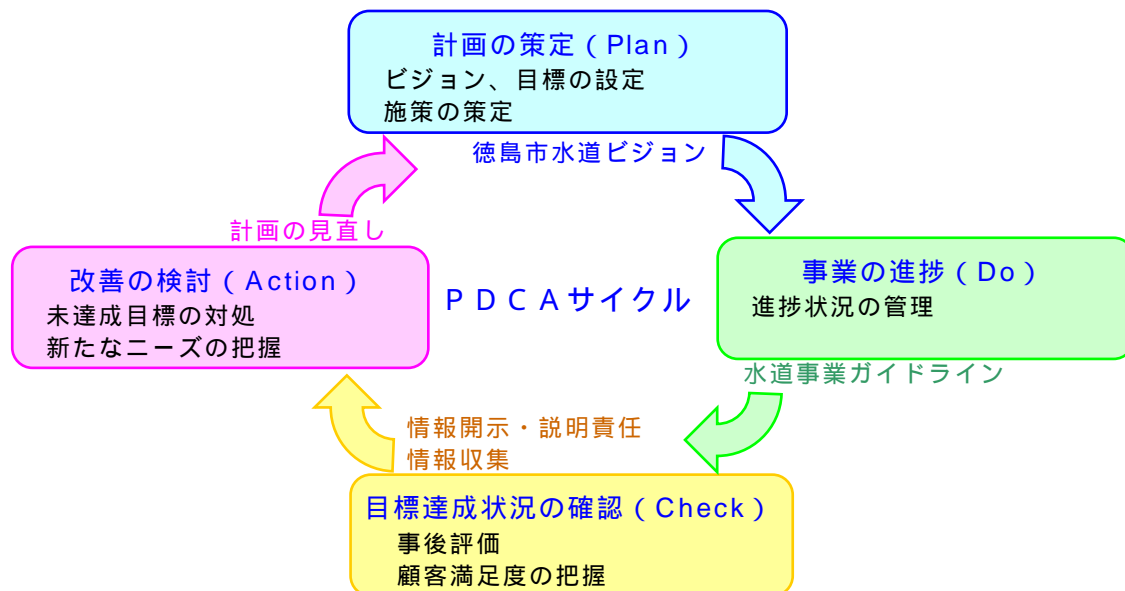 計画の策定(Plan)
ビジョン、目標の設定
施策の策定
徳島市水道ビジョン
計画の見直し
改善の検討(Action)
未達成目標の対処
新たなニーズの把握
PDCAサイクル
事業の進捗(Do)
進捗状況の管理
水道事業ガイドライン
情報開示・説明責任
情報収集
目標達成状況の確認(Check)
事後評価
顧客満足度の把握